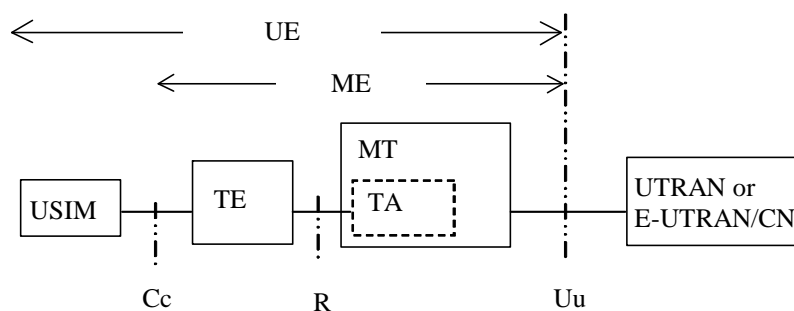 UE
ME
MT
TE
TA
USIM
UTRAN or
E-UTRAN/CN
Cc
R
Uu